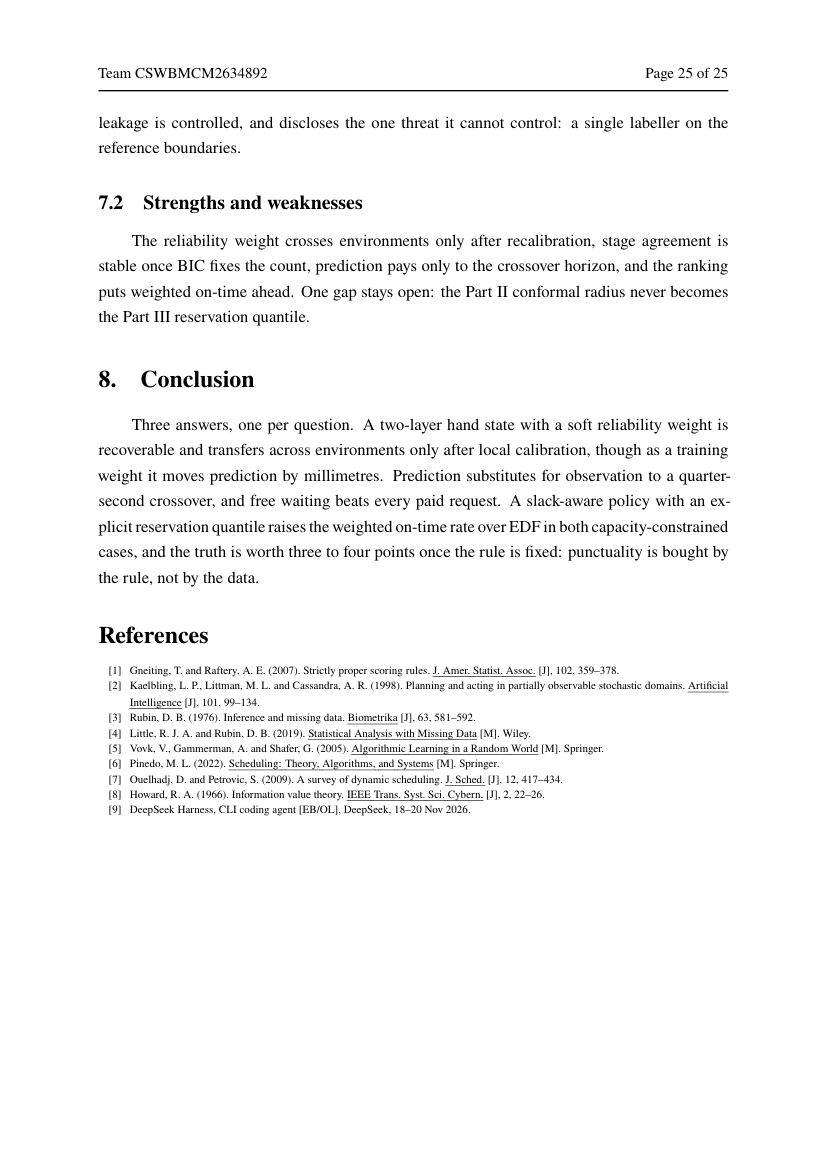 Team CSWBMCM2634892 Page 25 of 25
leakage is controlled, and discloses the one threat it cannot control: a single labeller on the
reference boundaries.
7.2 Strengths and weaknesses
The reliability weight crosses environments only after recalibration, stage agreement is
stable once BIC fixes the count, prediction pays only to the crossover horizon, and the ranking
puts weighted on-time ahead. One gap stays open: the Part II conformal radius never becomes
the Part III reservation quantile.
8. Conclusion
Three answers, one per question. A two-layer hand state with a soft reliability weight is
recoverable and transfers across environments only after local calibration, though as a training
weight it moves prediction by millimetres. Prediction substitutes for observation to a quarter-
second crossover, and free waiting beats every paid request. A slack-aware policy with an ex-
plicit reservation quantile raises the weighted on-time rate over EDF in both capacity-constrained
cases, and the truth is worth three to four points once the rule is fixed: punctuality is bought by
the rule, not by the data.
References
[1] Gneiting, T. and Raftery, A. E. (2007). Strictly proper scoring rules. J. Amer. Statist. Assoc. [J], 102, 359–378.
[2] Kaelbling, L. P., Littman, M. L. and Cassandra, A. R. (1998). Planning and acting in partially observable stochastic domains. Artificial
Intelligence [J], 101, 99–134.
[3] Rubin, D. B. (1976). Inference and missing data. Biometrika [J], 63, 581–592.
[4] Little, R. J. A. and Rubin, D. B. (2019). Statistical Analysis with Missing Data [M]. Wiley.
[5] Vovk, V., Gammerman, A. and Shafer, G. (2005). Algorithmic Learning in a Random World [M]. Springer.
[6] Pinedo, M. L. (2022). Scheduling: Theory, Algorithms, and Systems [M]. Springer.
[7] Ouelhadj, D. and Petrovic, S. (2009). A survey of dynamic scheduling. J. Sched. [J], 12, 417–434.
[8] Howard, R. A. (1966). Information value theory. IEEE Trans. Syst. Sci. Cybern. [J], 2, 22–26.
[9] DeepSeek Harness, CLI coding agent [EB/OL], DeepSeek, 18–20 Nov 2026.